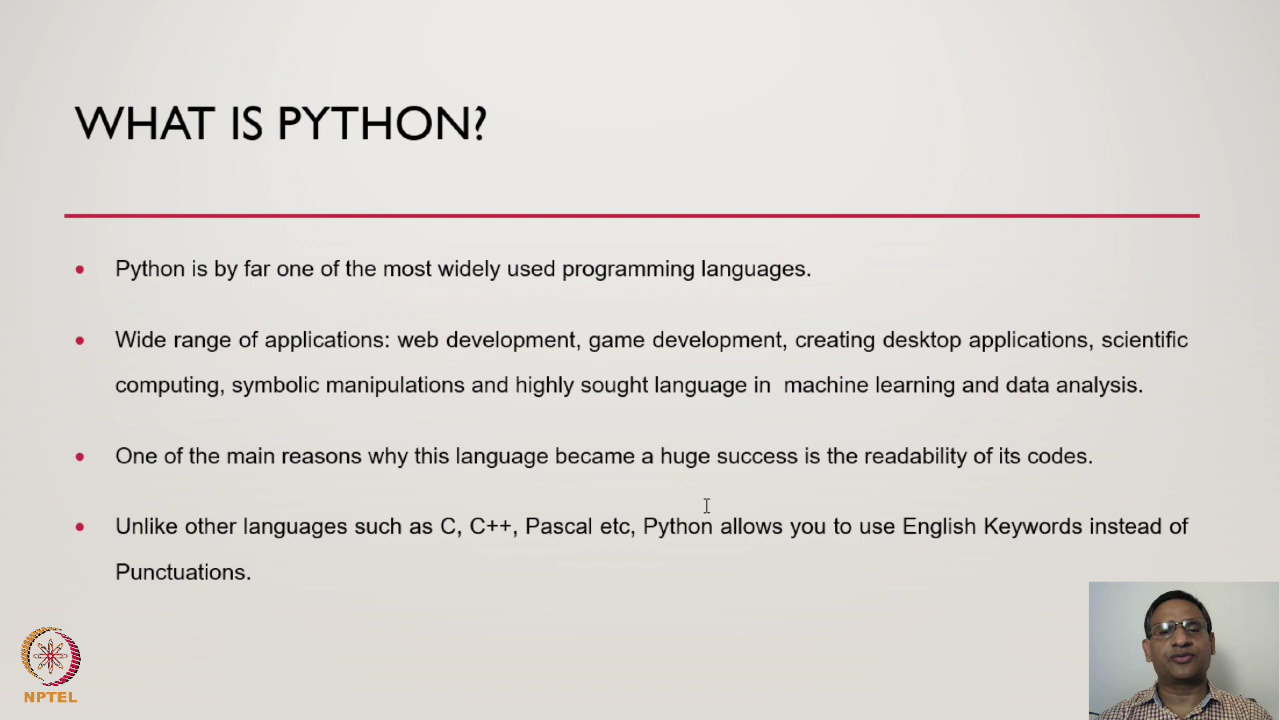 WHAT IS PYTHON?
• Python is by far one of the most widely used programming languages.
• Wide range of applications: web development, game development, creating desktop applications, scientific
computing, symbolic manipulations and highly sought language in  machine learning and data analysis.
• One of the main reasons why this language became a huge success is the readability of its codes.
• Unlike other languages such as C, C++, Pascal etc, Python allows you to use English Keywords instead of
Punctuations.
NPTEL